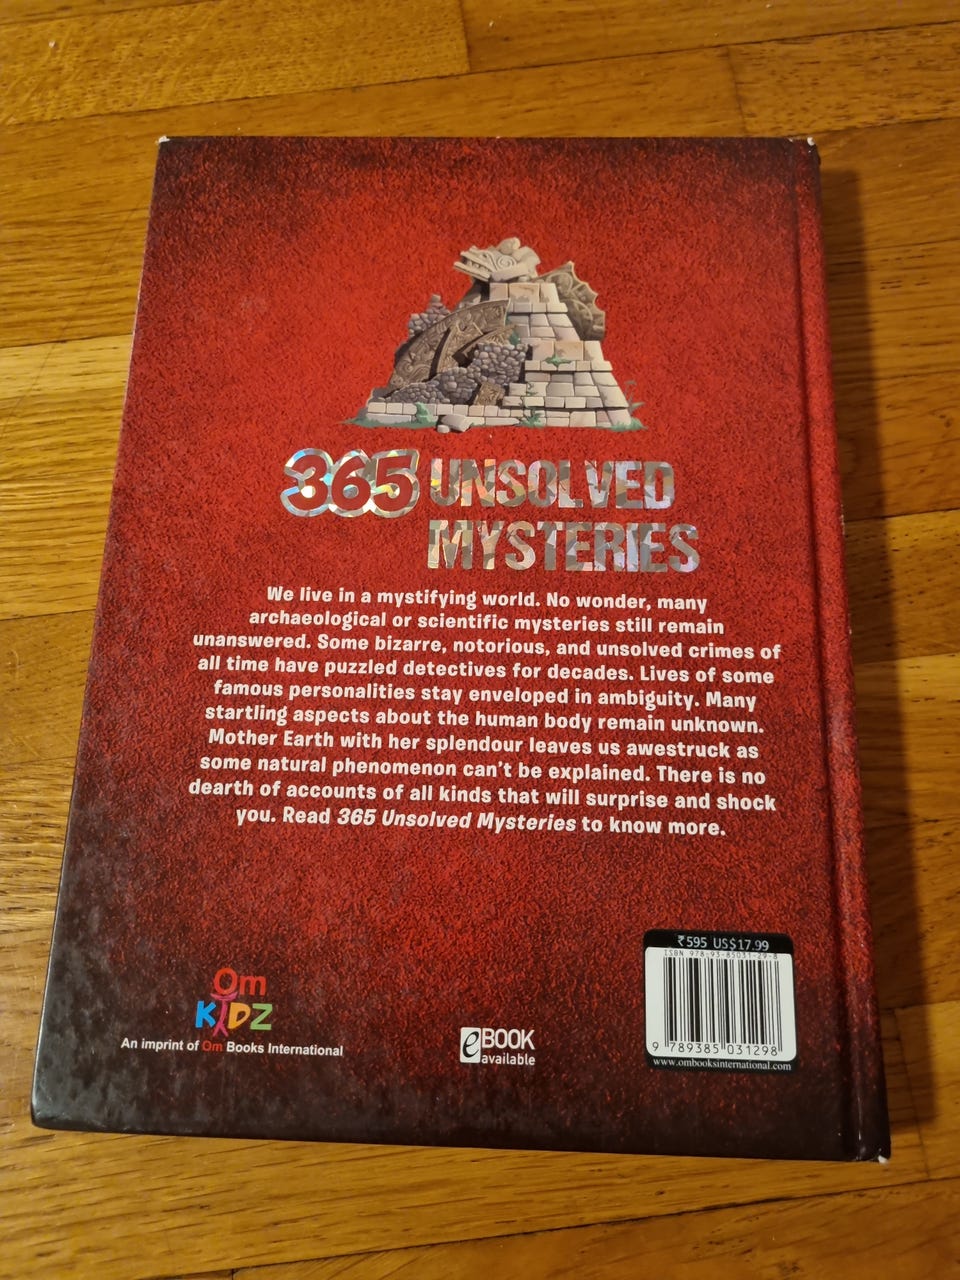 365 UNSOLVED
MYSTERIES
We live in a mystifying world. No wonder, many
archaeological or scientific mysteries still remain
unanswered. Some bizarre, notorious, and unsolved crimes of
all time have puzzled detectives for decades. Lives of some
famous personalities stay enveloped in ambiguity. Many
startling aspects about the human body remain unknown.
Mother Earth with her splendour leaves us awestruck as
some natural phenomenon can't be explained. There is no
dearth of accounts of all kinds that will surprise and shock
you. Read 365 Unsolved Mysteries to know more.
Om
KIDZ
An imprint of Om Books International
eBOOK
available
₹595 US$17.99
ISBN 978-93-85031-29-8
9 789385 031298
www.ombooksinternational.com